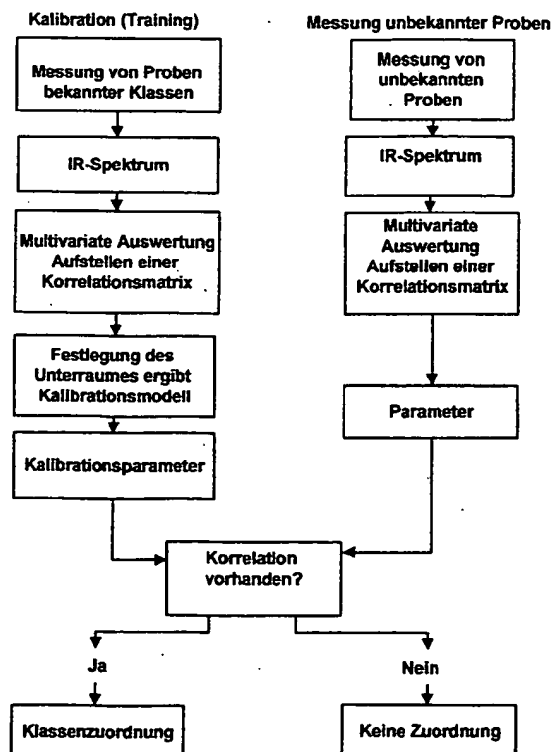 Kalibration (Training)
Messung von Proben
bekannter Klassen
IR-Spektrum
Multivariate Auswertung
Aufstellen einer
Korrelationsmatrix
Festlegung des
Unterraumes ergibt
Kalibrationsmodell
Kalibrationsparameter
Messung unbekannter Proben
Messung von
unbekannten
Proben
IR-Spektrum
Multivariate
Auswertung
Aufstellen einer
Korrelationsmatrix
Parameter
Korrelation
vorhanden?
Ja
Nein
Klassenzuordnung
Keine Zuordnung